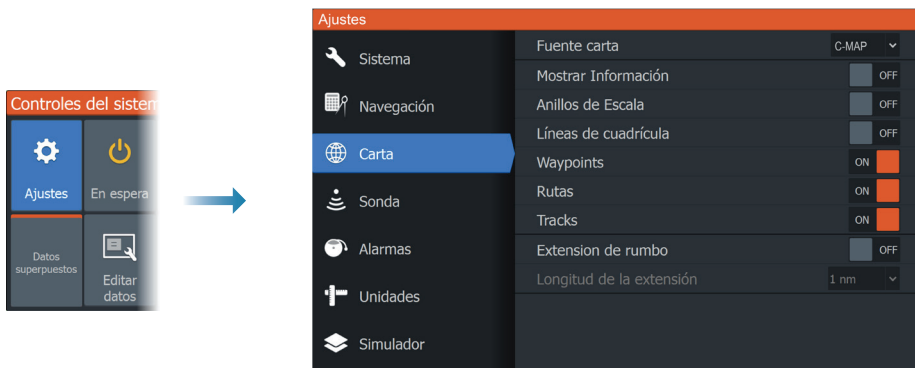 Controles del sistem
Ajustes
En espera
Datos
superpuestos
Editar
datos
Ajustes
Sistema
Navegación
Carta
Sonda
Alarmas
Unidades
Simulador
Fuente carta C-MAP
Mostrar Información OFF
Anillos de Escala OFF
Líneas de cuadrícula OFF
Waypoints ON
Rutas ON
Tracks ON
Extension de rumbo OFF
Longitud de la extensión 1 nm